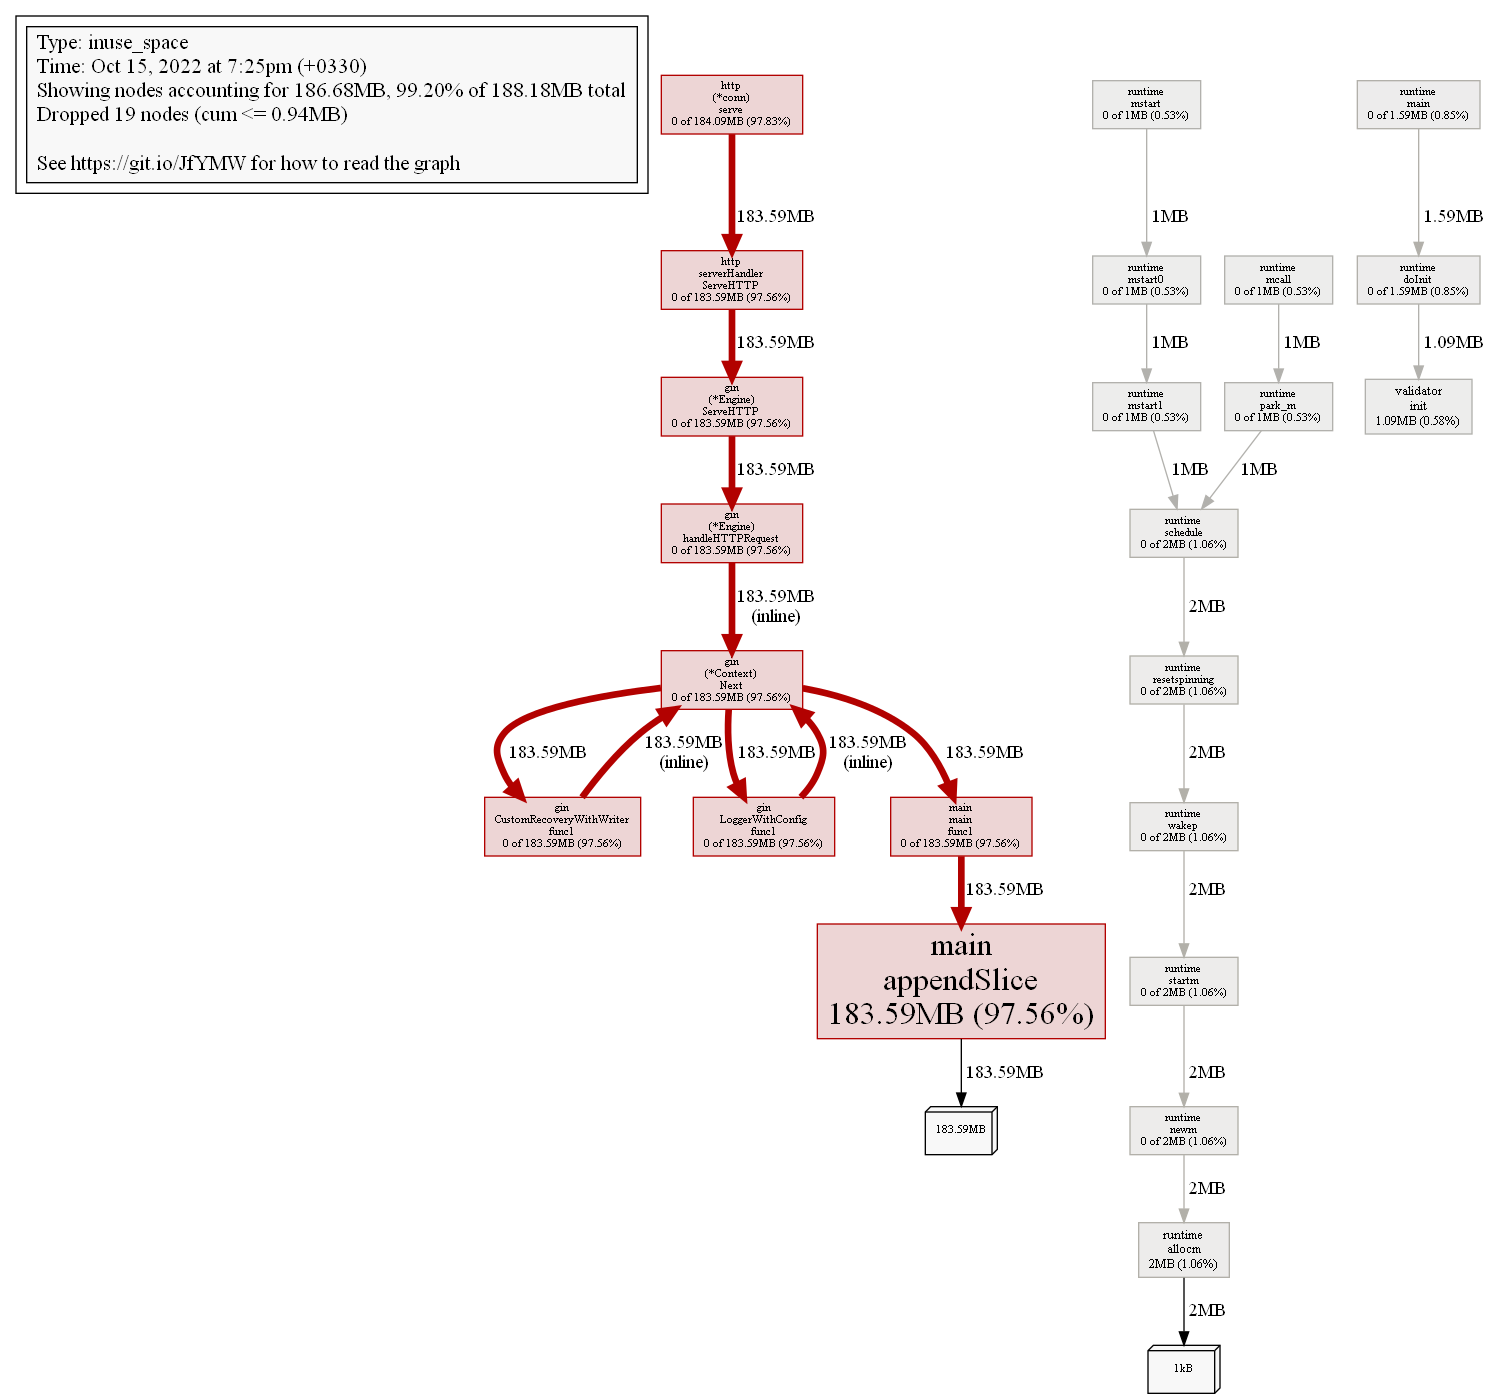 Type: inuse_space
Time: Oct 15, 2022 at 7:25pm (+0330)
Showing nodes accounting for 186.68MB, 99.20% of 188.18MB total
Dropped 19 nodes (cum <= 0.94MB)
See https://git.io/JfYMW for how to read the graph
http
(*conn)
serve
0 of 184.09MB (97.83%)
183.59MB
http
serverHandler
ServeHTTP
0 of 183.59MB (97.56%)
183.59MB
gin
(*Engine)
ServeHTTP
0 of 183.59MB (97.56%)
183.59MB
gin
(*Engine)
handleHTTPRequest
0 of 183.59MB (97.56%)
183.59MB
(inline)
gin
(*Context)
Next
0 of 183.59MB (97.56%)
183.59MB
183.59MB
(inline)
183.59MB
183.59MB
(inline)
183.59MB
gin
CustomRecoveryWithWriter
func1
0 of 183.59MB (97.56%)
gin
LoggerWithConfig
func1
0 of 183.59MB (97.56%)
main
main
func1
0 of 183.59MB (97.56%)
183.59MB
main
appendSlice
183.59MB (97.56%)
183.59MB
183.59MB
runtime
mstart
0 of 1MB (0.53%)
1MB
runtime
mstart0
0 of 1MB (0.53%)
1MB
runtime
mstart1
0 of 1MB (0.53%)
1MB
runtime
mcall
0 of 1MB (0.53%)
1MB
runtime
park_m
0 of 1MB (0.53%)
1MB
runtime
schedule
0 of 2MB (1.06%)
2MB
runtime
resetspinning
0 of 2MB (1.06%)
2MB
runtime
wakep
0 of 2MB (1.06%)
2MB
runtime
startm
0 of 2MB (1.06%)
2MB
runtime
newm
0 of 2MB (1.06%)
2MB
runtime
allocm
2MB (1.06%)
2MB
1kB
runtime
main
0 of 1.59MB (0.85%)
1.59MB
runtime
doInit
0 of 1.59MB (0.85%)
1.09MB
validator
init
1.09MB (0.58%)